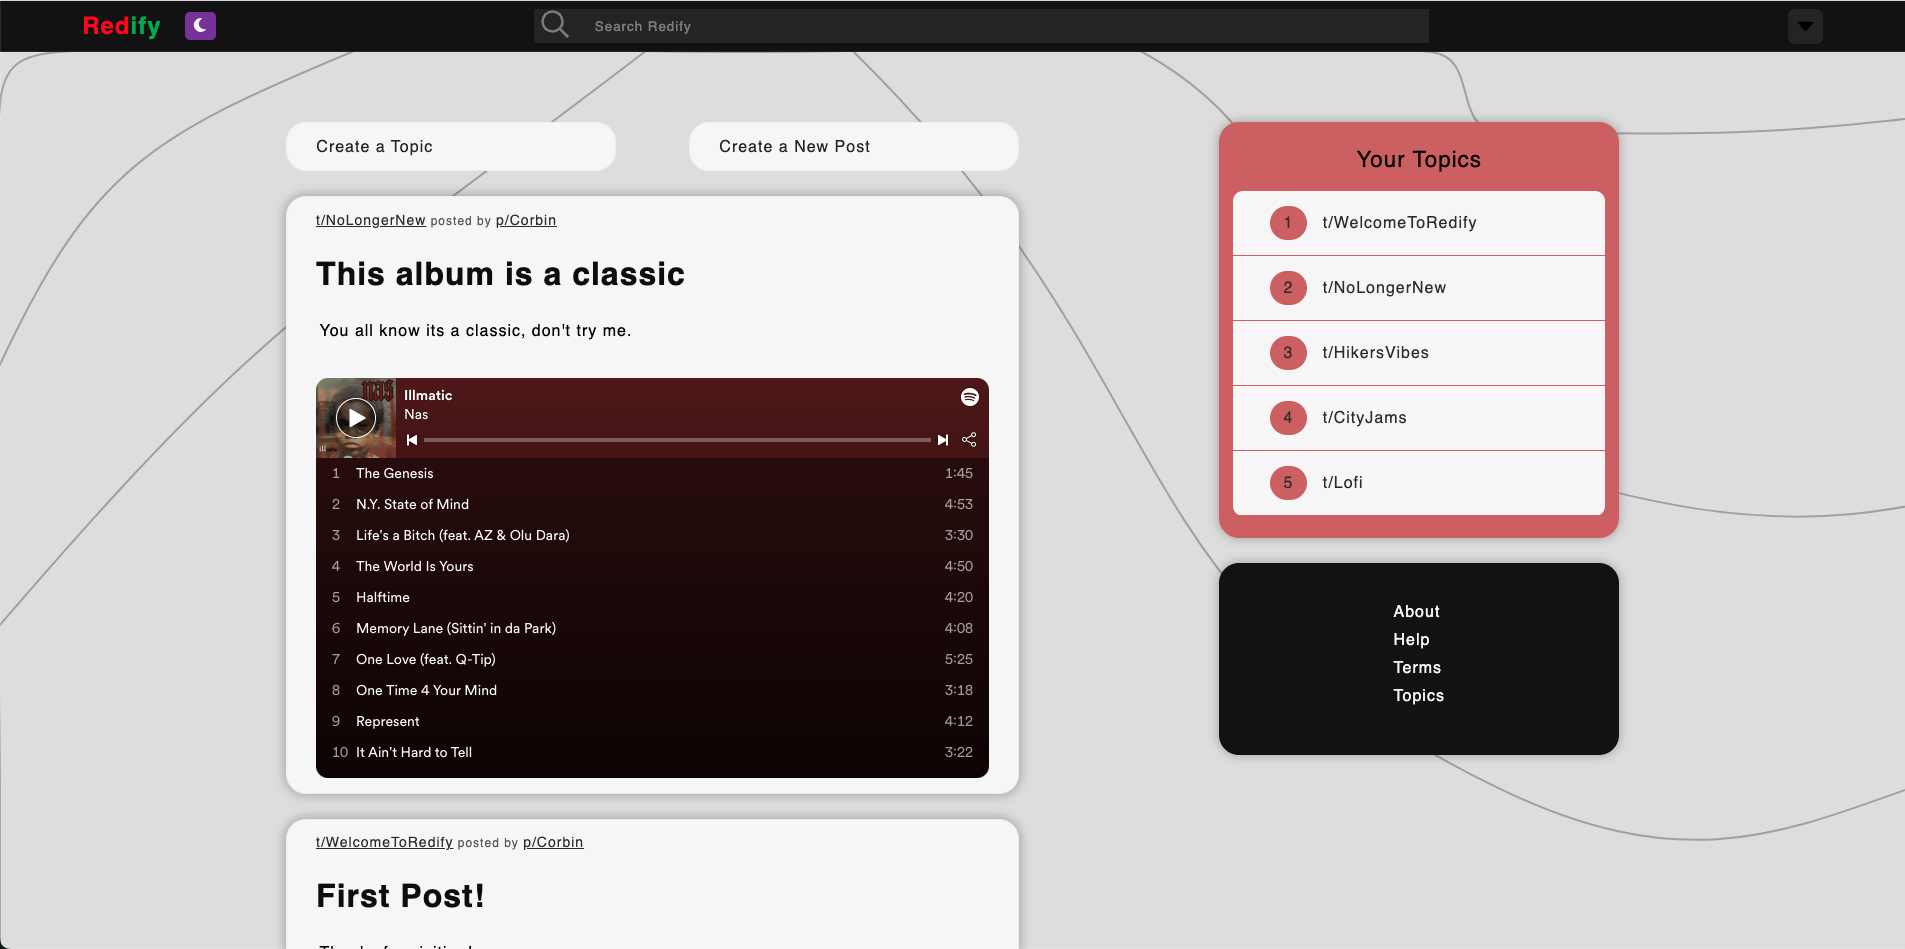 Redify
Search Redify
Create a Topic
Create a New Post
t/NoLongerNew posted by p/Corbin
This album is a classic
You all know its a classic, don't try me.
nas
Illmatic
Nas
1 The Genesis 1:45
2 N.Y. State of Mind 4:53
3 Life's a Bitch (feat. AZ & Olu Dara) 3:30
4 The World Is Yours 4:50
5 Halftime 4:20
6 Memory Lane (Sittin' in da Park) 4:08
7 One Love (feat. Q-Tip) 5:25
8 One Time 4 Your Mind 3:18
9 Represent 4:12
10 It Ain't Hard to Tell 3:22
t/WelcomeToRedify posted by p/Corbin
First Post!
Your Topics
1 t/WelcomeToRedify
2 t/NoLongerNew
3 t/HikersVibes
4 t/CityJams
5 t/Lofi
About
Help
Terms
Topics